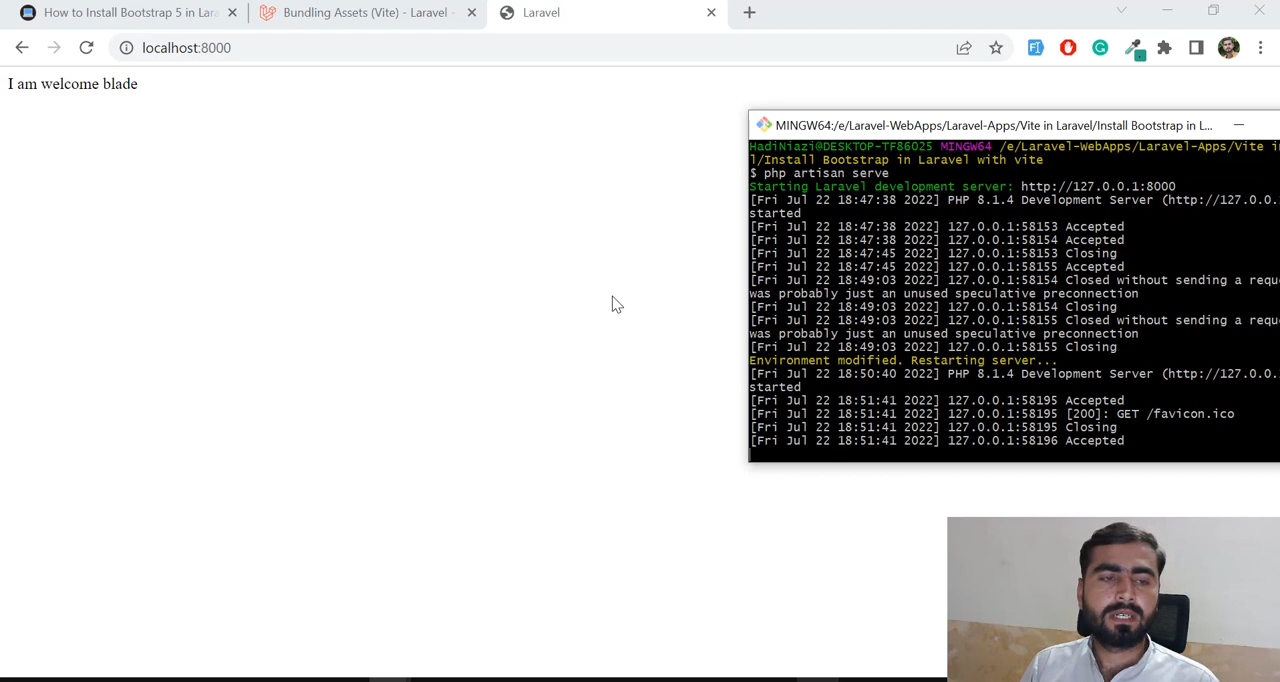 How to Install Bootstrap 5 in Lara
Bundling Assets (Vite) - Laravel -
Laravel
localhost:8000
I am welcome blade
MINGW64:/e/Laravel-WebApps/Laravel-Apps/Vite in Laravel/Install Bootstrap in L...
HadiNiazi@DESKTOP-TF86O25 MINGW64 /e/Laravel-WebApps/Laravel-Apps/Vite in
l/Install Bootstrap in Laravel with vite
$ php artisan serve
Starting Laravel development server: http://127.0.0.1:8000
[Fri Jul 22 18:47:38 2022] PHP 8.1.4 Development Server (http://127.0.0.
started
[Fri Jul 22 18:47:38 2022] 127.0.0.1:58153 Accepted
[Fri Jul 22 18:47:38 2022] 127.0.0.1:58154 Accepted
[Fri Jul 22 18:47:45 2022] 127.0.0.1:58153 Closing
[Fri Jul 22 18:47:45 2022] 127.0.0.1:58155 Accepted
[Fri Jul 22 18:49:03 2022] 127.0.0.1:58154 Closed without sending a requ
was probably just an unused speculative preconnection
[Fri Jul 22 18:49:03 2022] 127.0.0.1:58154 Closing
[Fri Jul 22 18:49:03 2022] 127.0.0.1:58155 Closed without sending a requ
was probably just an unused speculative preconnection
[Fri Jul 22 18:49:03 2022] 127.0.0.1:58155 Closing
Environment modified. Restarting server...
[Fri Jul 22 18:50:40 2022] PHP 8.1.4 Development Server (http://127.0.0.
started
[Fri Jul 22 18:51:41 2022] 127.0.0.1:58195 Accepted
[Fri Jul 22 18:51:41 2022] 127.0.0.1:58195 [200]: GET /favicon.ico
[Fri Jul 22 18:51:41 2022] 127.0.0.1:58195 Closing
[Fri Jul 22 18:51:41 2022] 127.0.0.1:58196 Accepted